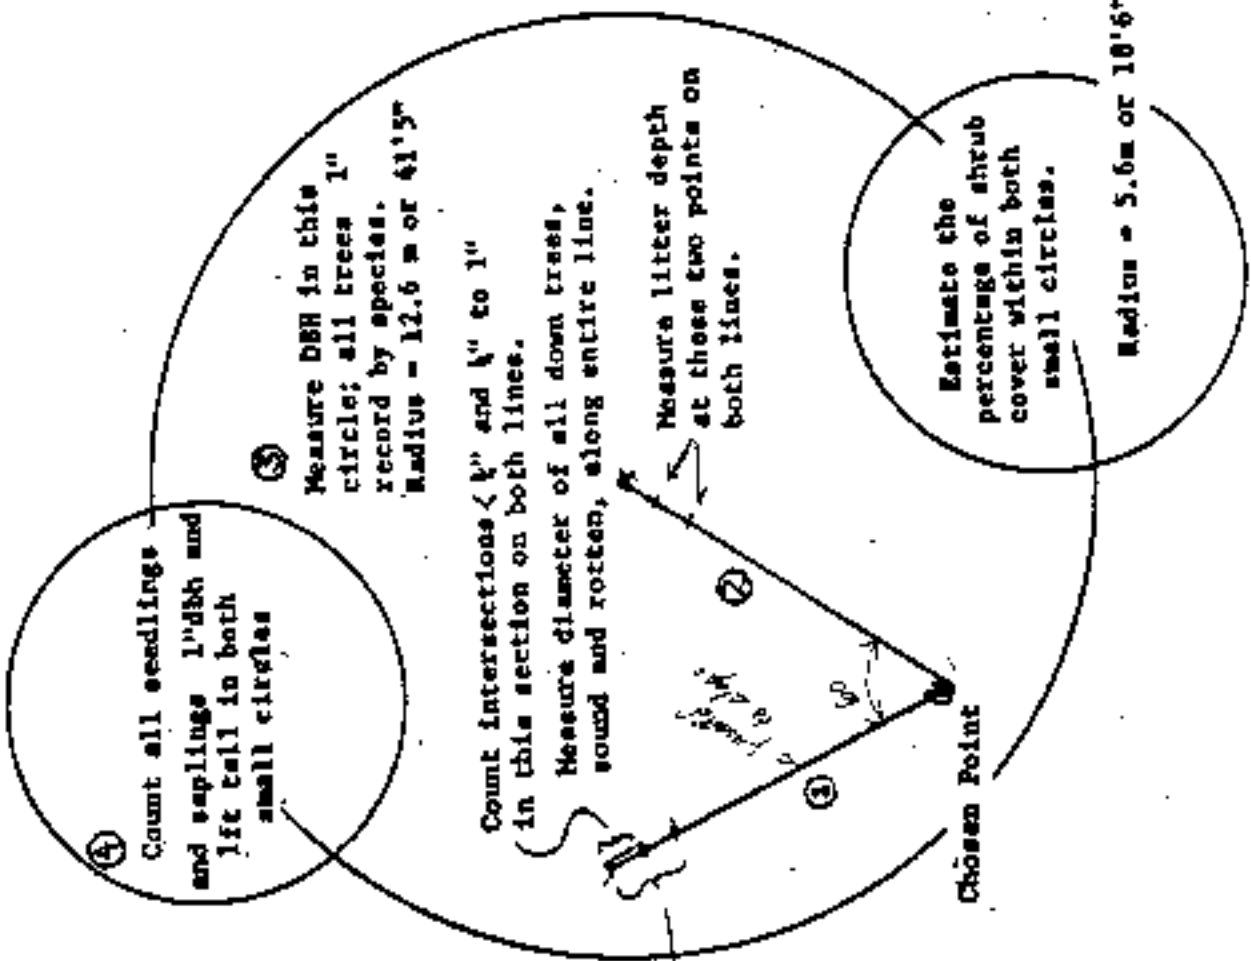 ④
Count all seedlings
and saplings 1"dbh and
1ft tall in both
small circles
③
Measure DBH in this
circle; all trees 1"
record by species.
Radius = 12.6 m or 41'5"
Count intersections < ¼" and ¼" to 1"
in this section on both lines.
Measure diameter of all down trees,
sound and rotten, along entire line.
Measure litter depth
at these two points on
both lines.
①
②
Chosen Point
Estimate the
percentage of shrub
cover within both
small circles.
Radius = 5.6m or 18'6"